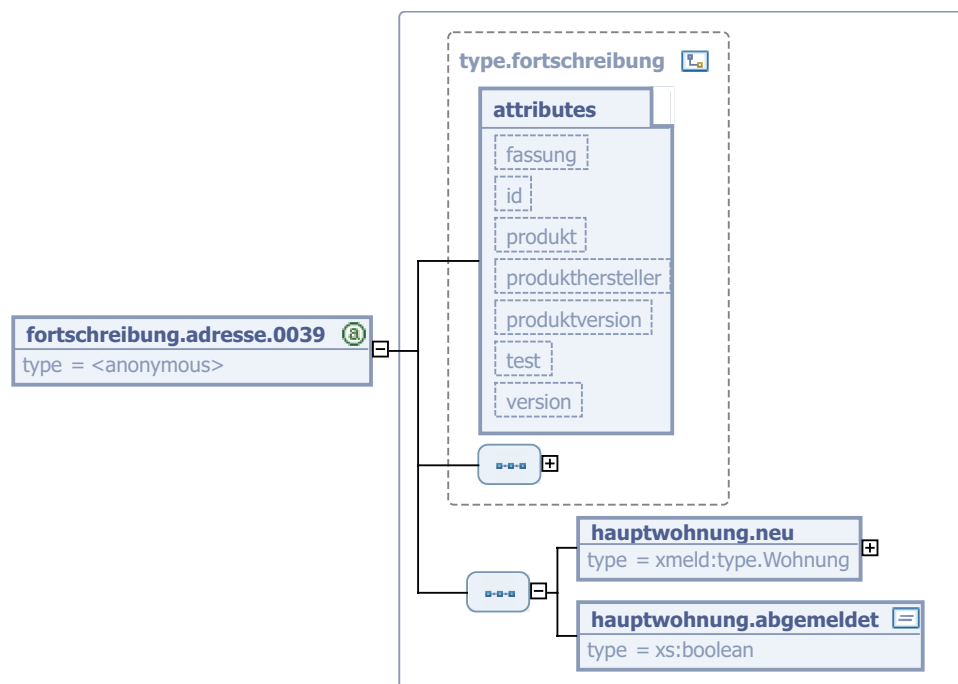 type.fortschreibung
attributes
fassung
id
produkt
produkthersteller
produktversion
test
version
fortschreibung.adresse.0039 a
type = <anonymous>
hauptwohnung.neu
type = xmeld:type.Wohnung
hauptwohnung.abgemeldet
type = xs:boolean